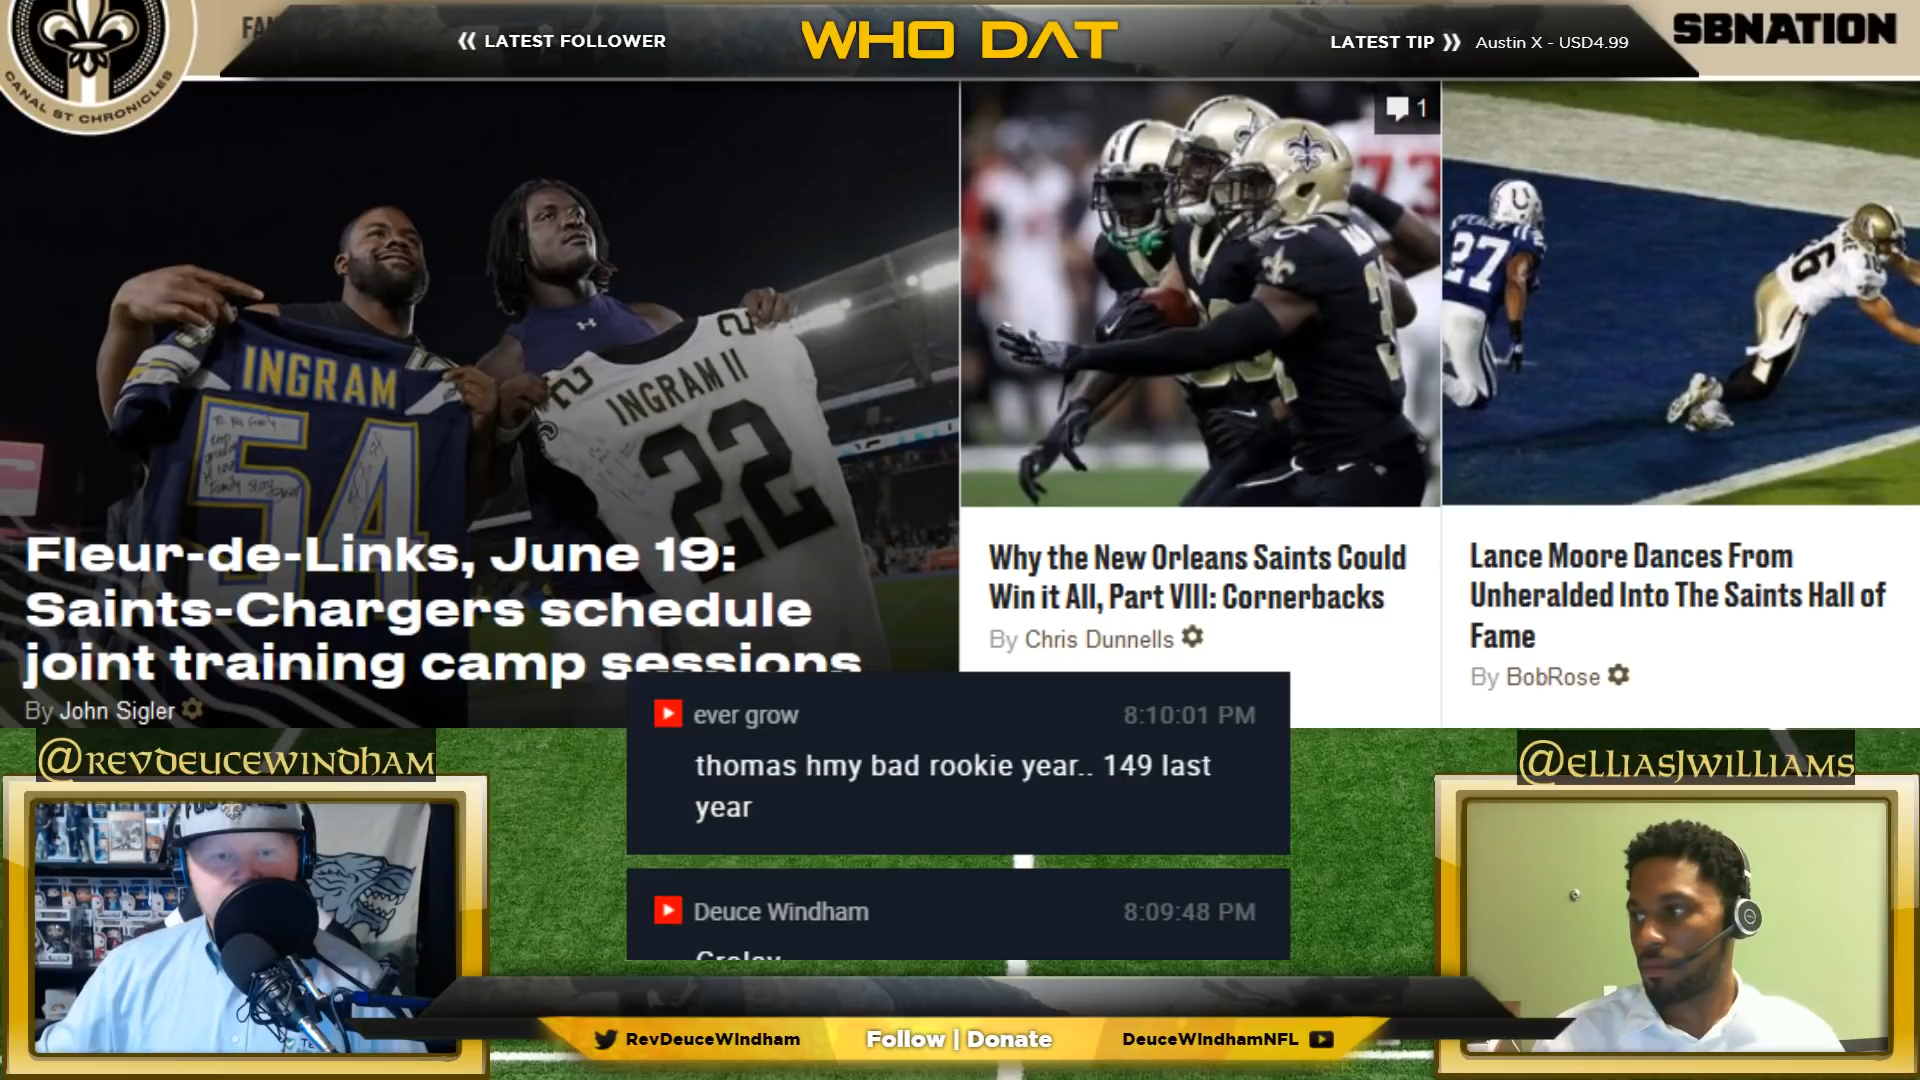 CANAL ST CHRONICLES
LATEST FOLLOWER
WHO DAT
LATEST TIP
Austin X - USD4.99
SBNATION
1
INGRAM
54
INGRAM II
22
2
73
27
16
Fleur-de-Links, June 19:
Saints-Chargers schedule
joint training camp sessions
By John Sigler
Why the New Orleans Saints Could
Win it All, Part VIII: Cornerbacks
By Chris Dunnells
Lance Moore Dances From
Unheralded Into The Saints Hall of
Fame
By BobRose
ever grow 8:10:01 PM
thomas hmy bad rookie year.. 149 last
year
Deuce Windham 8:09:48 PM
@REVDEUCEWINDHAM
@ELLIASJWILLIAMS
RevDeuceWindham
Follow | Donate
DeuceWindhamNFL